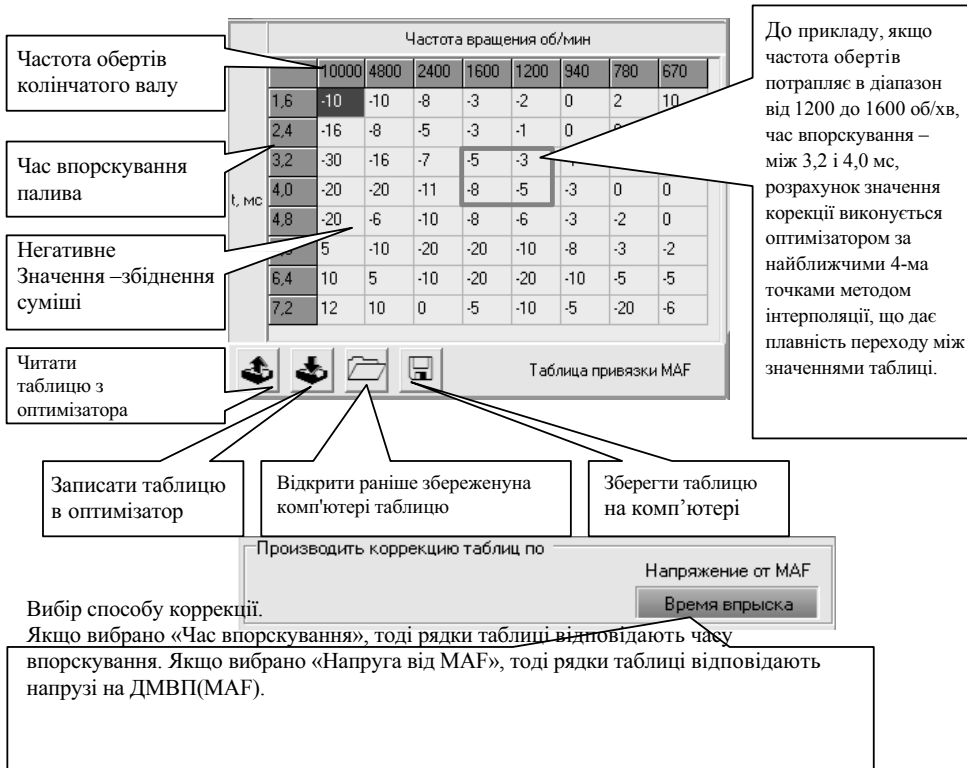 Частота вращения об/мин
10000 4800 2400 1600 1200 940 780 670
1,6 -10 -10 -8 -3 -2 0 2 10
2,4 -16 -8 -5 -3 -1 0
3,2 -30 -16 -7 -5 -3
t, мс
4,0 -20 -20 -11 -8 -5 -3 0 0
4,8 -20 -6 -10 -8 -6 -3 -2 0
5 -10 -20 -20 -10 -8 -3 -2
6,4 10 5 -10 -20 -20 -10 -5 -5
7,2 12 10 0 -5 -10 -5 -20 -6
Таблица привязки MAF
Частота обертів
колінчатого валу
Час впорскування
палива
Негативне
Значення –збіднення
суміші
Читати
таблицю з
оптимізатора
До прикладу, якщо
частота обертів
потрапляє в діапазон
від 1200 до 1600 об/хв,
час впорскування –
між 3,2 і 4,0 мс,
розрахунок значення
корекції виконується
оптимізатором за
найближчими 4-ма
точками методом
інтерполяції, що дає
плавність переходу між
значеннями таблиці.
Записати таблицю
в оптимізатор
Відкрити раніше збереженуна
комп'ютері таблицю
Зберегти таблицю
на комп’ютері
Производить коррекцию таблиц по
Напряжение от MAF
Время впрыска
Вибір способу коррекції.
Якщо вибрано «Час впорскування», тоді рядки таблиці відповідають часу
впорскування. Якщо вибрано «Напруга від MAF», тоді рядки таблиці відповідають
напрузі на ДМВП(MAF).